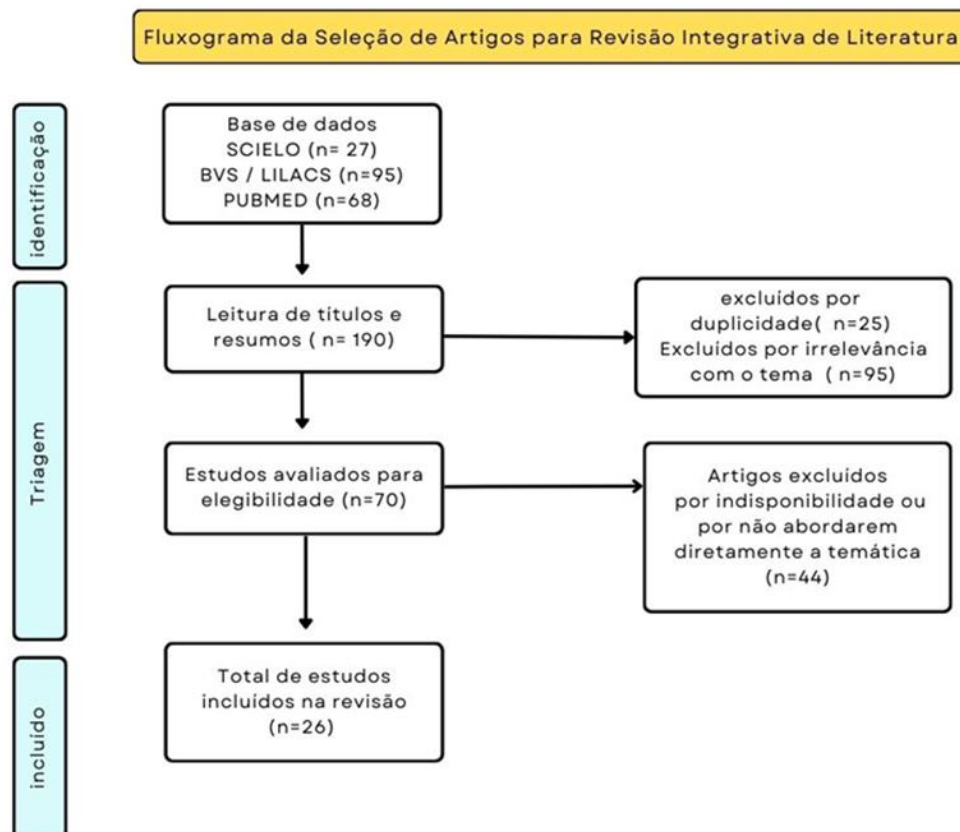 Fluxograma da Seleção de Artigos para Revisão Integrativa de Literatura
identificação
Base de dados
SCIELO (n= 27)
BVS / LILACS (n=95)
PUBMED (n=68)
Triagem
Leitura de títulos e
resumos ( n= 190)
excluídos por
duplicidade(  n=25)
Excluidos por irrelevância
com o tema  ( n=95)
Estudos avaliados para
elegibilidade (n=70)
Artigos excluídos
por indisponibilidade ou
por não abordarem
diretamente a temática
(n=44)
incluído
Total de estudos
incluídos na revisão
(n=26)